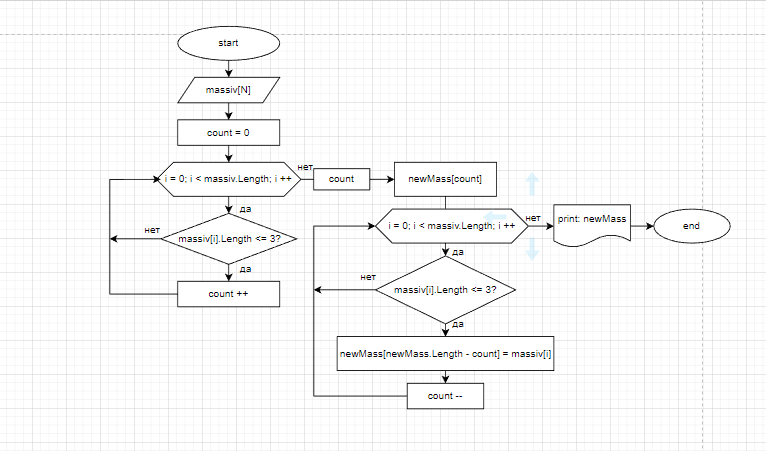 start
massiv[N]
count = 0
i = 0; i < massiv.Length; i ++
нет
count
newMass[count]
да
massiv[i].Length <= 3?
нет
да
count ++
i = 0; i < massiv.Length; i ++
нет
print: newMass
end
да
massiv[i].Length <= 3?
нет
да
newMass[newMass.Length - count] = massiv[i]
count --